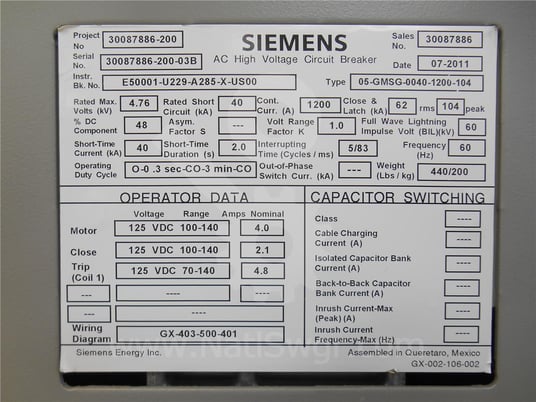 Project No. 30087886-200 SIEMENS Sales No. 30087886
Serial No. 30087886-200-03B AC High Voltage Circuit Breaker Date 07-2011
Instr. Bk. No. E50001-U229-A285-X-US00 Type 05-GMSG-0040-1200-104
Rated Max. Volts (kV) 4.76 Rated Short Circuit (kA) 40 Cont. Curr. (A) 1200 Close & Latch (kA) 62 rms 104 peak
% DC Component 48 Asym. Factor S --- Volt Range Factor K 1.0 Full Wave Lightning Impulse Volt (BIL)(kV) 60
Short-Time Current (kA) 40 Short-Time Duration (s) 2.0 Interrupting Time (Cycles / ms) 5/83 Frequency (Hz) 60
Operating Duty Cycle O-0 .3 sec-CO-3 min-CO Out-of-Phase Switch Curr. (kA) --- Weight (Lbs / kg) 440/200
OPERATOR DATA CAPACITOR SWITCHING
Voltage Range Amps Nominal
Motor 125 VDC 100-140 4.0
Close 125 VDC 100-140 2.1
Trip (Coil 1) 125 VDC 70-140 4.8
--- ---- ----
--- ----
Wiring Diagram GX-403-500-401
Class ----
Cable Charging Current (A) ----
Isolated Capacitor Bank Current (A) ----
Back-to-Back Capacitor Bank Current (A) ----
Inrush Current-Max (Peak) (A) ----
Inrush Current Frequency-Max (Hz) ----
Siemens Energy Inc. Assembled in Queretaro, Mexico
GX-002-106-002
www.NatlSwgr.com